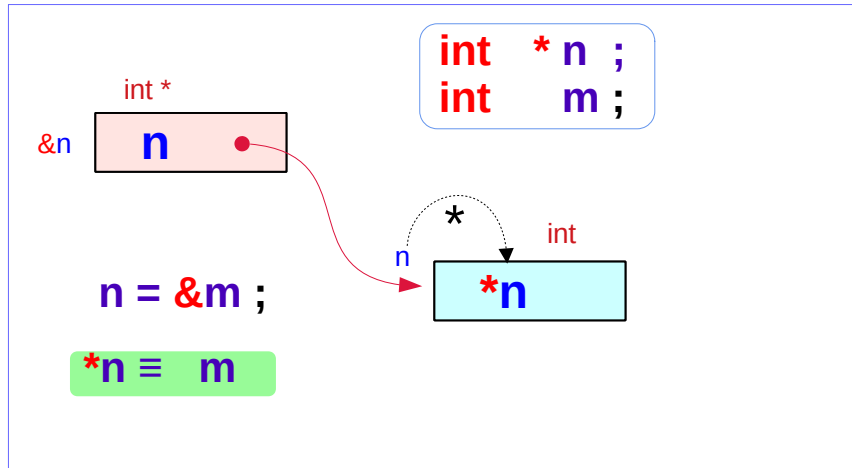 int * n ;
int m ;
int *
&n n
*
int
n
*n
n = &m ;
*n ≡ m